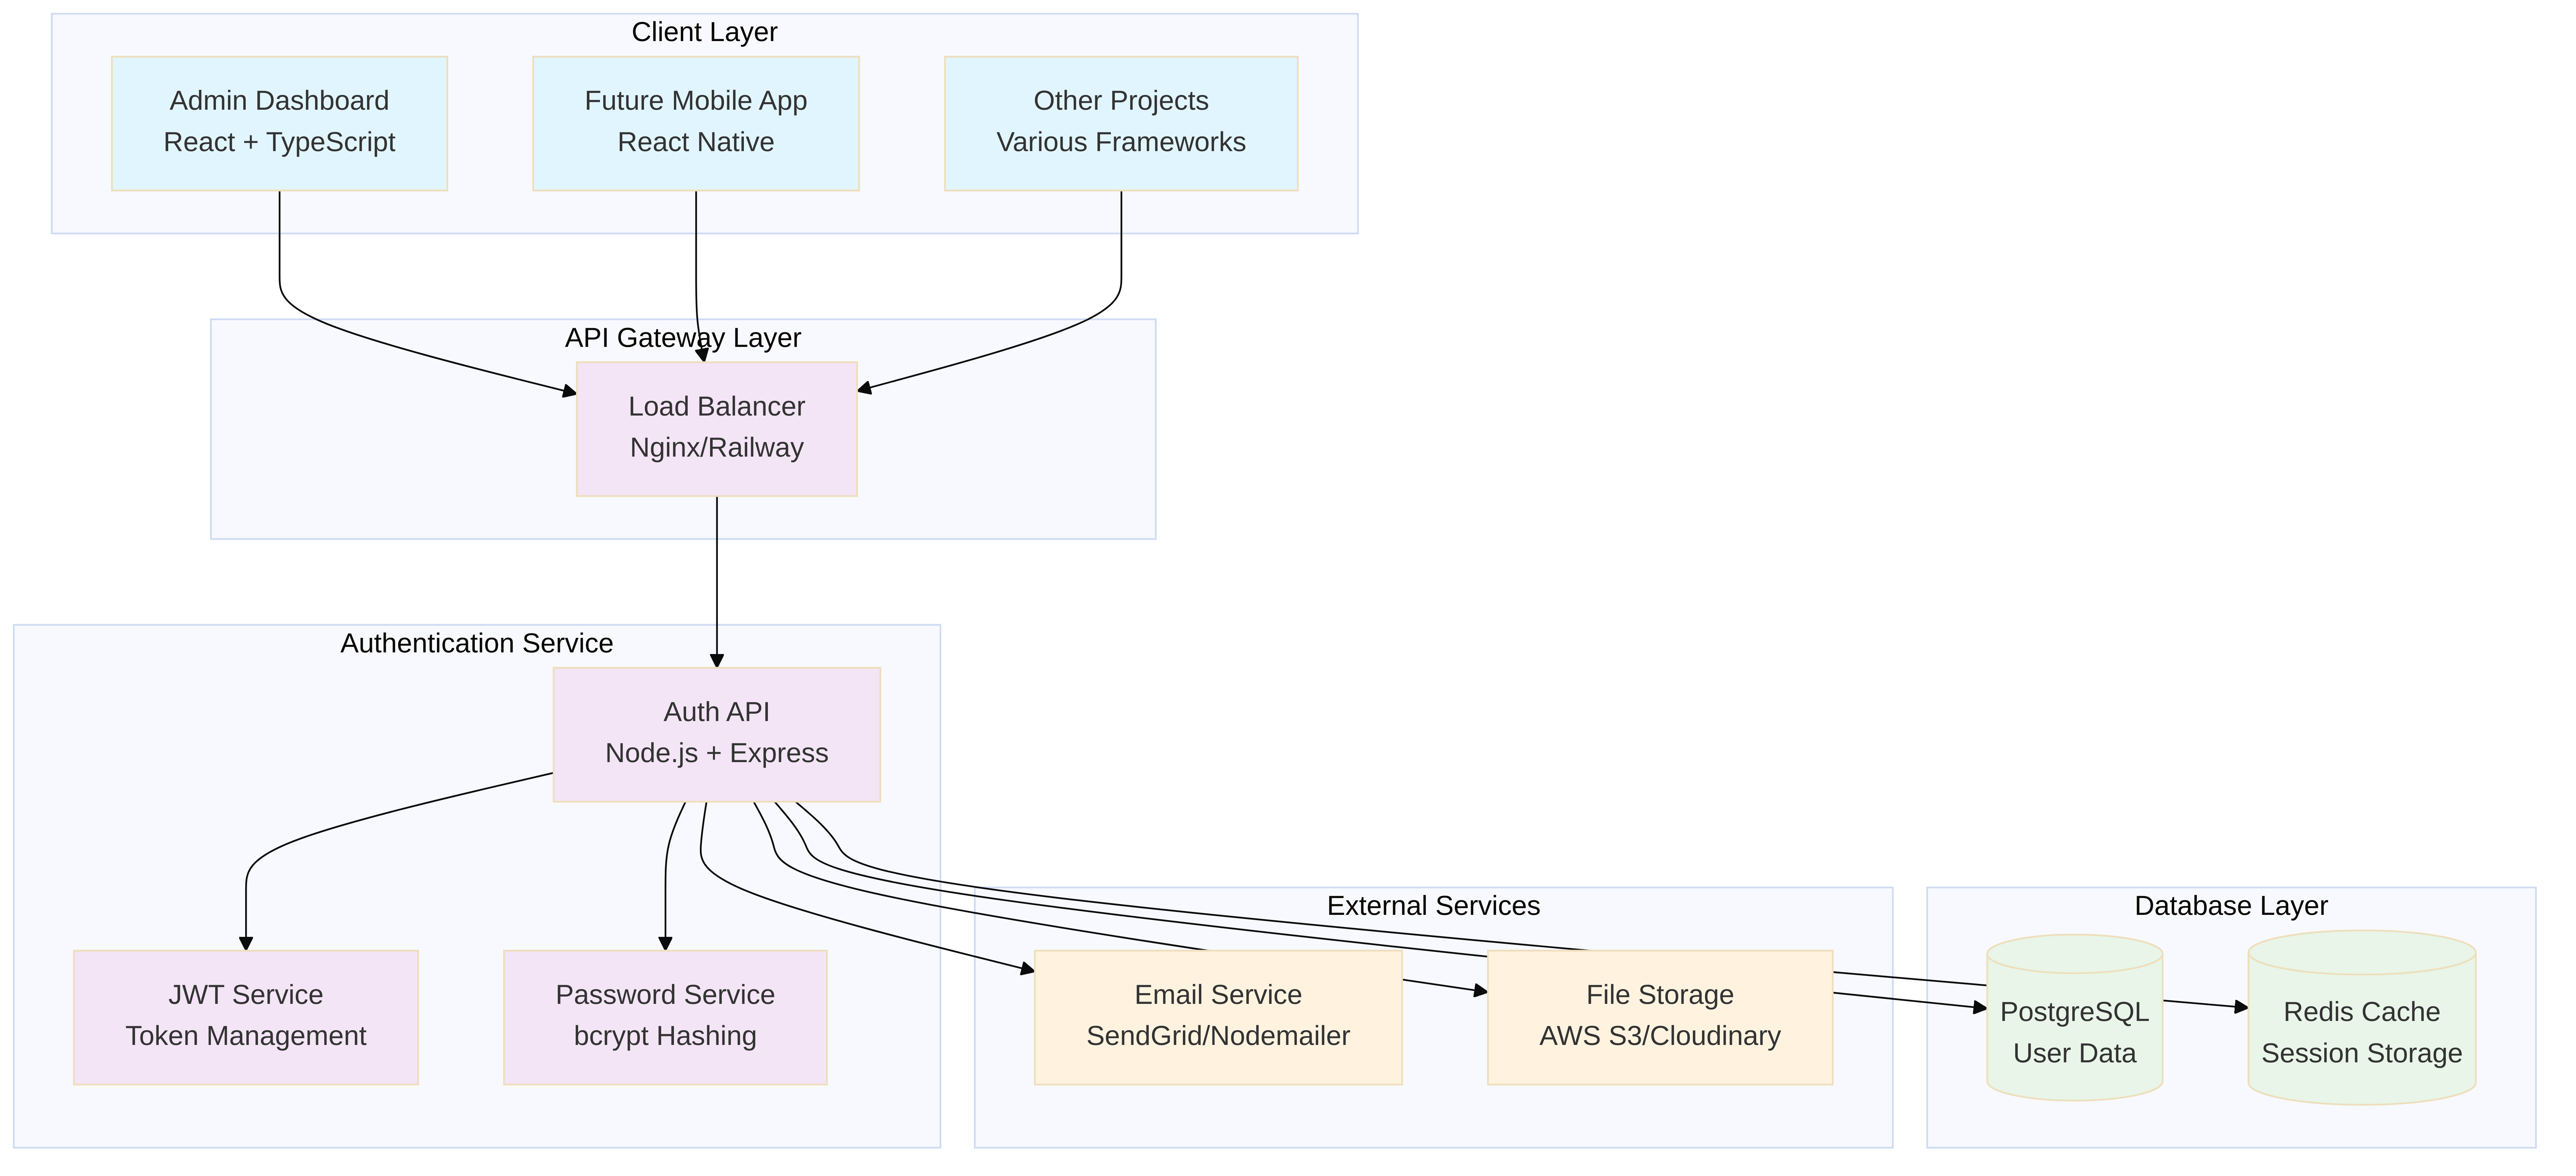 Client Layer
Admin Dashboard
React + TypeScript
Future Mobile App
React Native
Other Projects
Various Frameworks
API Gateway Layer
Load Balancer
Nginx/Railway
Authentication Service
Auth API
Node.js + Express
JWT Service
Token Management
Password Service
bcrypt Hashing
External Services
Email Service
SendGrid/Nodemailer
File Storage
AWS S3/Cloudinary
Database Layer
PostgreSQL
User Data
Redis Cache
Session Storage